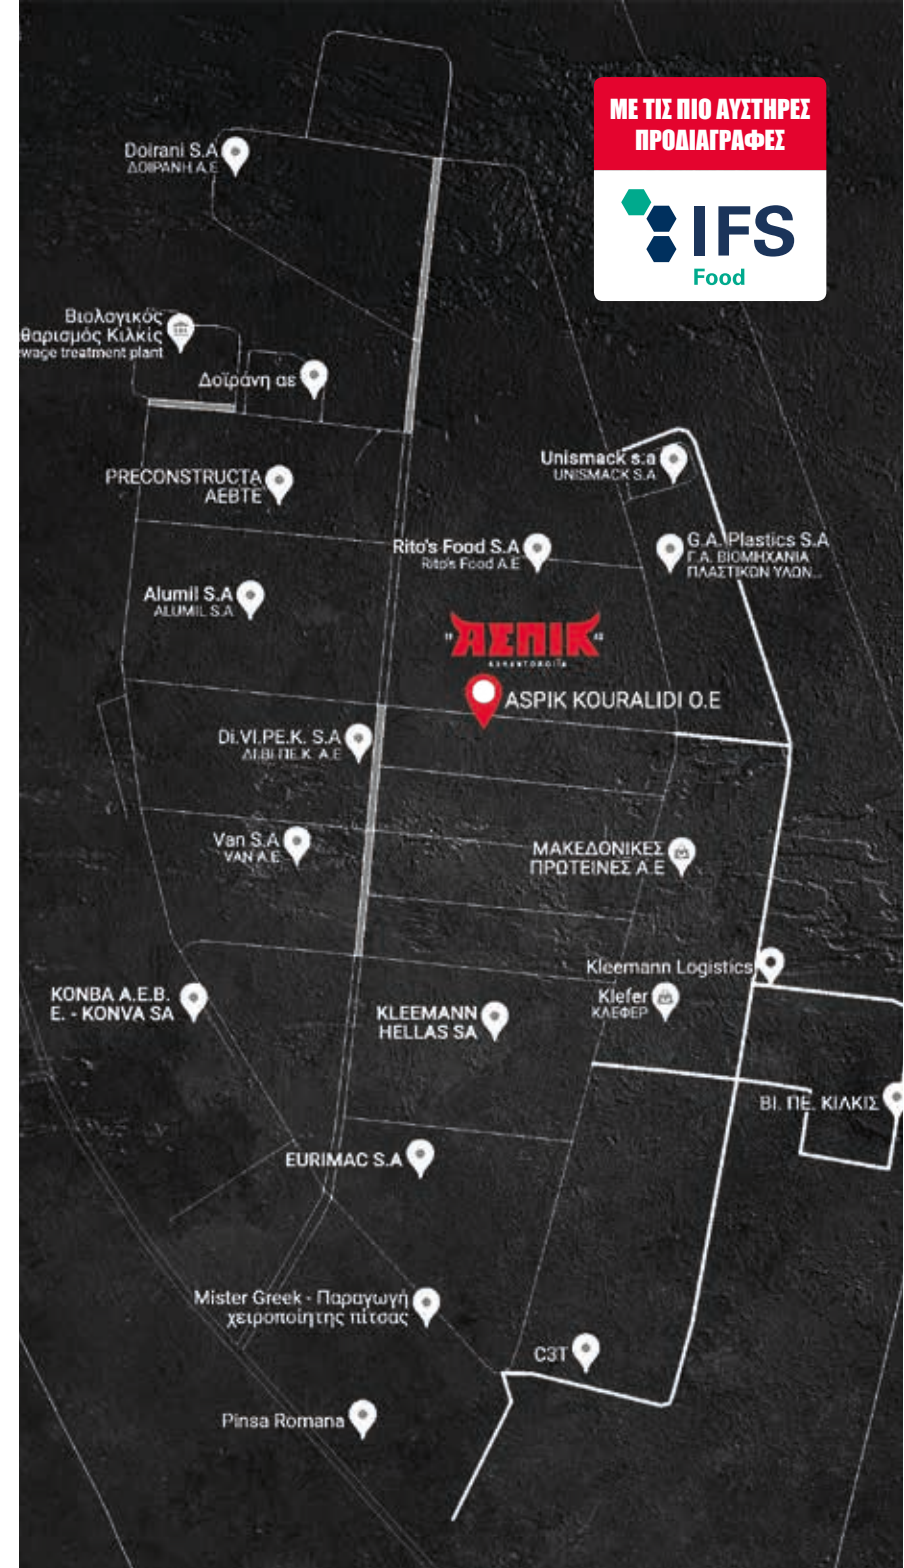 ΜΕ ΤΙΣ ΠΙΟ ΑΥΣΤΗΡΕΣ
ΠΡΟΔΙΑΓΡΑΦΕΣ
IFS
Food
Doirani S.A
ΔΟΪΡΑΝΗ Α.Ε
Βιολογικός
θαρισμός Κιλκίς
wage treatment plant
Δοϊράνη αε
PRECONSTRUCTA
ΑΕΒΤΕ
Unismack s.a
UNISMACK S.A
Rito's Food S.A
Rito's Food A.E
G.A. Plastics S.A
Γ.Α. ΒΙΟΜΗΧΑΝΙΑ
ΠΛΑΣΤΙΚΩΝ ΥΛΩΝ...
Alumil S.A
ALUMIL S.A
ΑΣΠΙΚ
ASPIK KOURALIDI O.E
Di.VI.PE.K. S.A
ΔΙ.ΒΙ.ΠΕ.Κ. Α.Ε
Van S.A
VAN A.E
ΜΑΚΕΔΟΝΙΚΕΣ
ΠΡΩΤΕΙΝΕΣ Α.Ε
Kleemann Logistics
Klefer
ΚΛΕΦΕΡ
ΚΟΝΒΑ Α.Ε.Β.
Ε. - KONVA SA
KLEEMANN
HELLAS SA
ΒΙ. ΠΕ. ΚΙΛΚΙΣ
EURIMAC S.A
Mister Greek - Παραγωγή
χειροποίητης πίτσας
C3T
Pinsa Romana